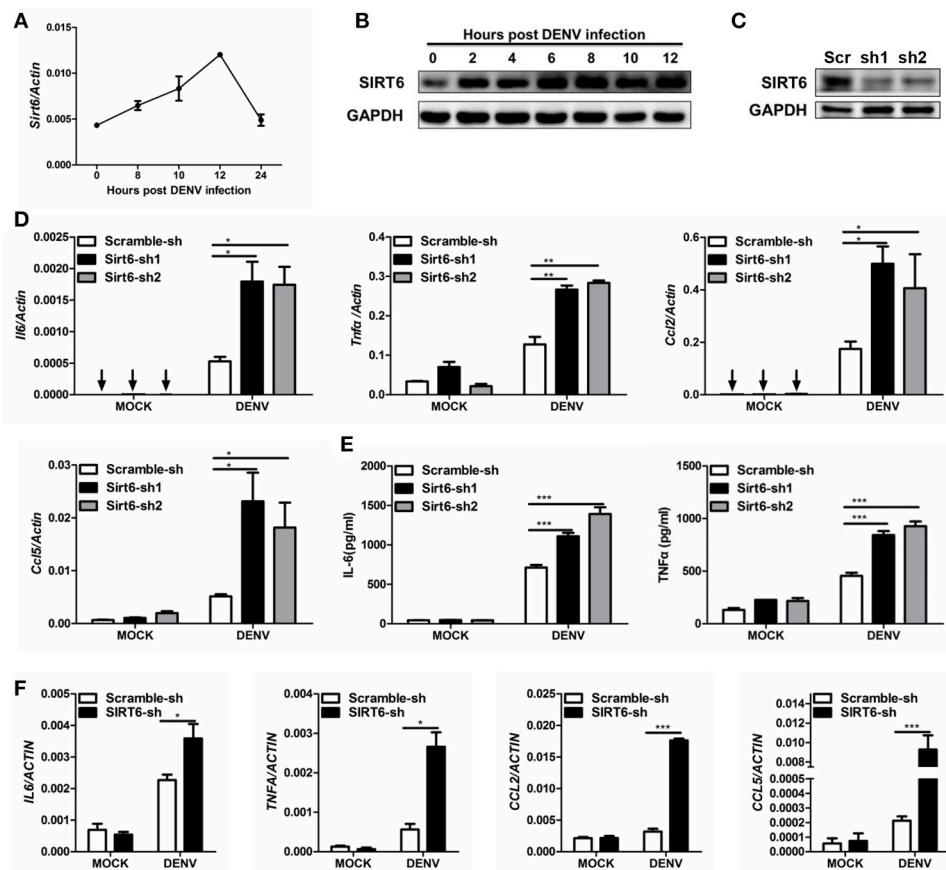 A
Sirt6/Actin
0.015
0.010
0.005
0.000
0 8 10 12 24
Hours post DENV infection
B
Hours post DENV infection
0 2 4 6 8 10 12
SIRT6
GAPDH
C
Scr sh1 sh2
SIRT6
GAPDH
D
Il6/Actin
0.0025
0.0020
0.0015
0.0010
0.0005
0.0000
Scramble-sh
Sirt6-sh1
Sirt6-sh2
*
*
MOCK DENV
Tnfα /Actin
0.4
0.3
0.2
0.1
0.0
Scramble-sh
Sirt6-sh1
Sirt6-sh2
**
**
MOCK DENV
Ccl2/Actin
0.6
0.4
0.2
0.0
Scramble-sh
Sirt6-sh1
Sirt6-sh2
*
*
MOCK DENV
Ccl5/Actin
0.03
0.02
0.01
0.00
Scramble-sh
Sirt6-sh1
Sirt6-sh2
*
*
MOCK DENV
E
IL-6(pg/ml)
2000
1500
1000
500
0
Scramble-sh
Sirt6-sh1
Sirt6-sh2
***
***
MOCK DENV
TNFα (pg/ml)
1500
1000
500
0
Scramble-sh
Sirt6-sh1
Sirt6-sh2
***
***
MOCK DENV
F
IL6/ACTIN
0.005
0.004
0.003
0.002
0.001
0.000
Scramble-sh
SIRT6-sh
*
MOCK DENV
TNFA/ACTIN
0.004
0.003
0.002
0.001
0.000
Scramble-sh
SIRT6-sh
*
MOCK DENV
CCL2/ACTIN
0.025
0.020
0.015
0.010
0.005
0.000
Scramble-sh
SIRT6-sh
***
MOCK DENV
CCL5/ACTIN
0.014
0.012
0.010
0.008
0.0005
0.0004
0.0003
0.0002
0.0001
0.0000
Scramble-sh
SIRT6-sh
***
MOCK DENV